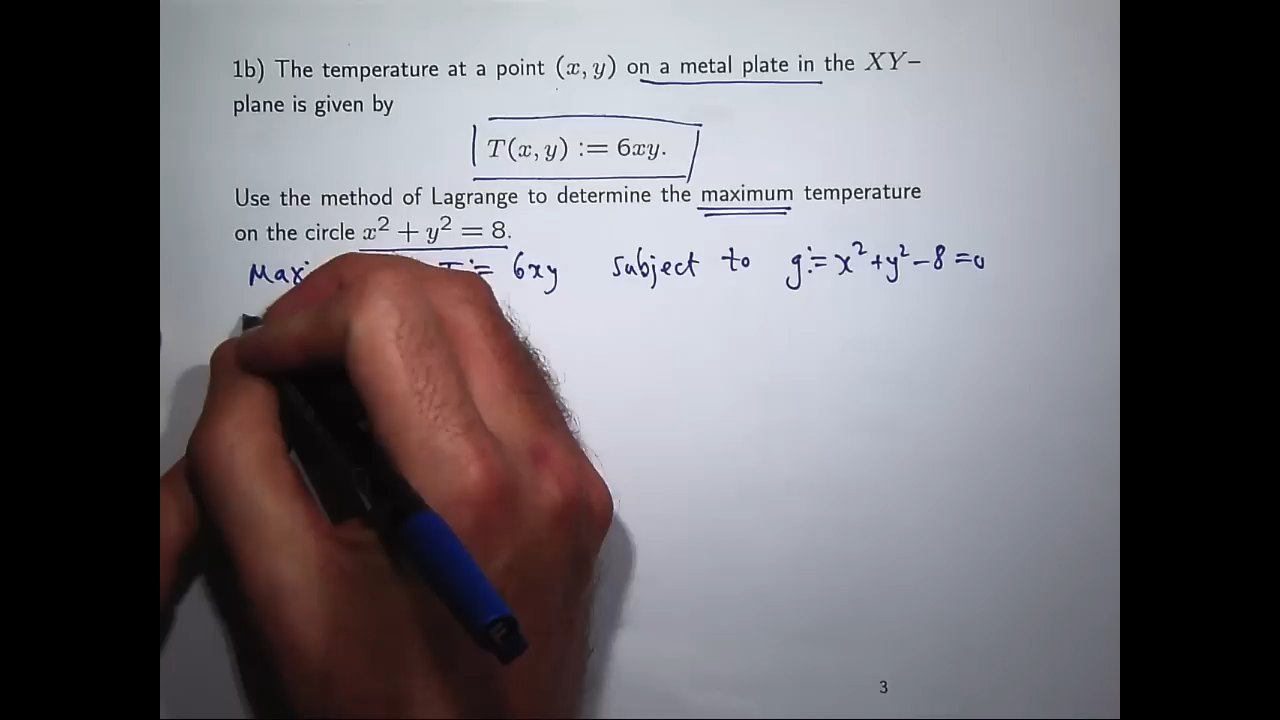 1b) The temperature at a point (x, y) on a metal plate in the XY–
plane is given by
T(x, y) := 6xy.
Use the method of Lagrange to determine the maximum temperature
on the circle x² + y² = 8.
6xy subject to g := x² + y² − 8 = 0
3